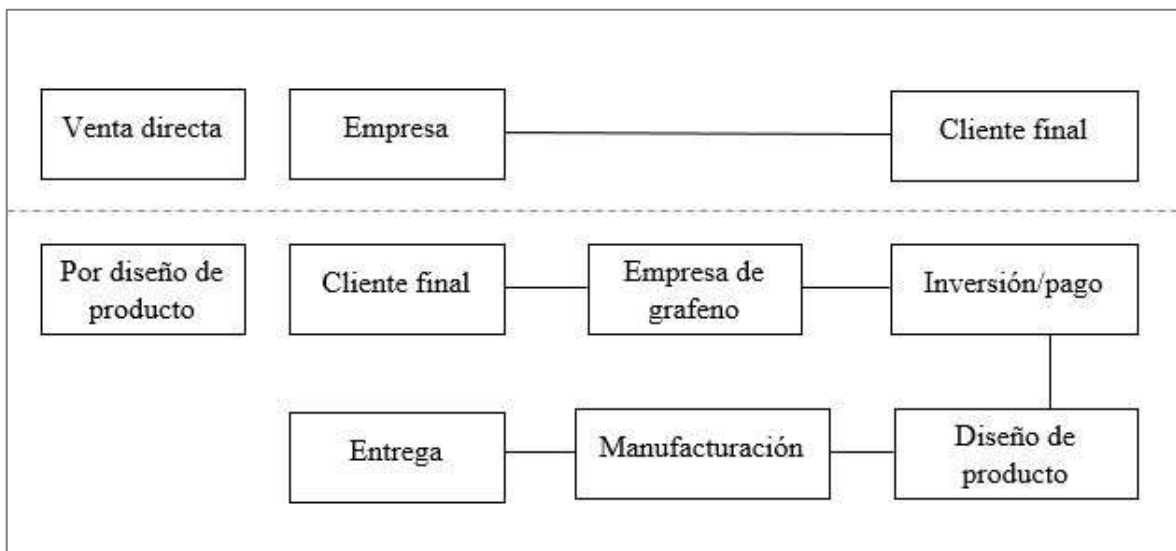 Venta directa
Empresa
Cliente final
Por diseño de
producto
Cliente final
Empresa de
grafeno
Inversión/pago
Entrega
Manufacturación
Diseño de
producto